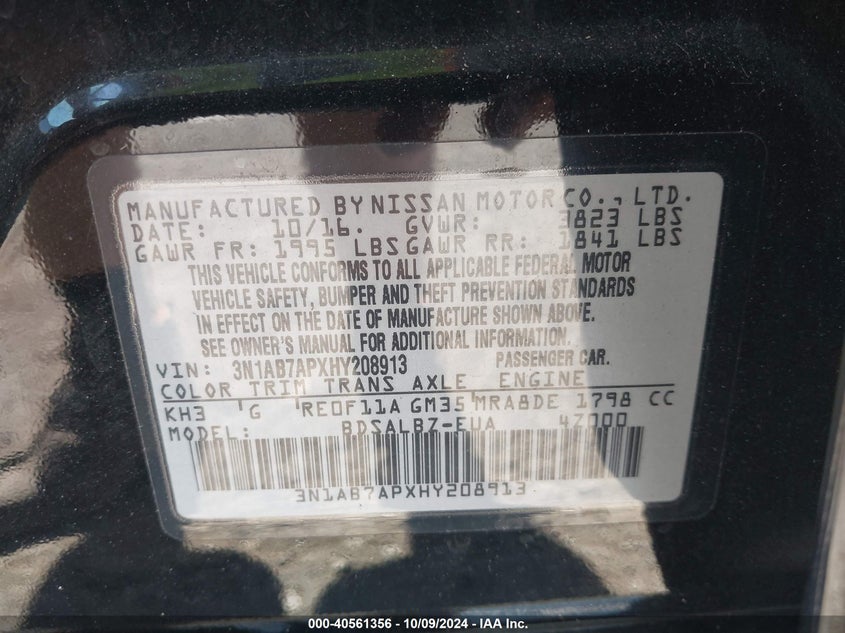 MANUFACTURED BY NISSAN MOTOR CO., LTD.
DATE: 10/16. GVWR: 3823 LBS
GAWR FR: 1995 LBS GAWR RR: 1841 LBS
THIS VEHICLE CONFORMS TO ALL APPLICABLE FEDERAL MOTOR
VEHICLE SAFETY, BUMPER AND THEFT PREVENTION STANDARDS
IN EFFECT ON THE DATE OF MANUFACTURE SHOWN ABOVE.
SEE OWNER'S MANUAL FOR ADDITIONAL INFORMATION.
VIN: 3N1AB7APXHY208913 PASSENGER CAR.
COLOR TRIM TRANS AXLE ENGINE
KH3 G RE0F11A GM35 MRA8DE 1798 CC
MODEL: BDSALBZ-EUA 4Z000
3N1AB7APXHY208913
000-40561356 - 10/09/2024 - IAA Inc.